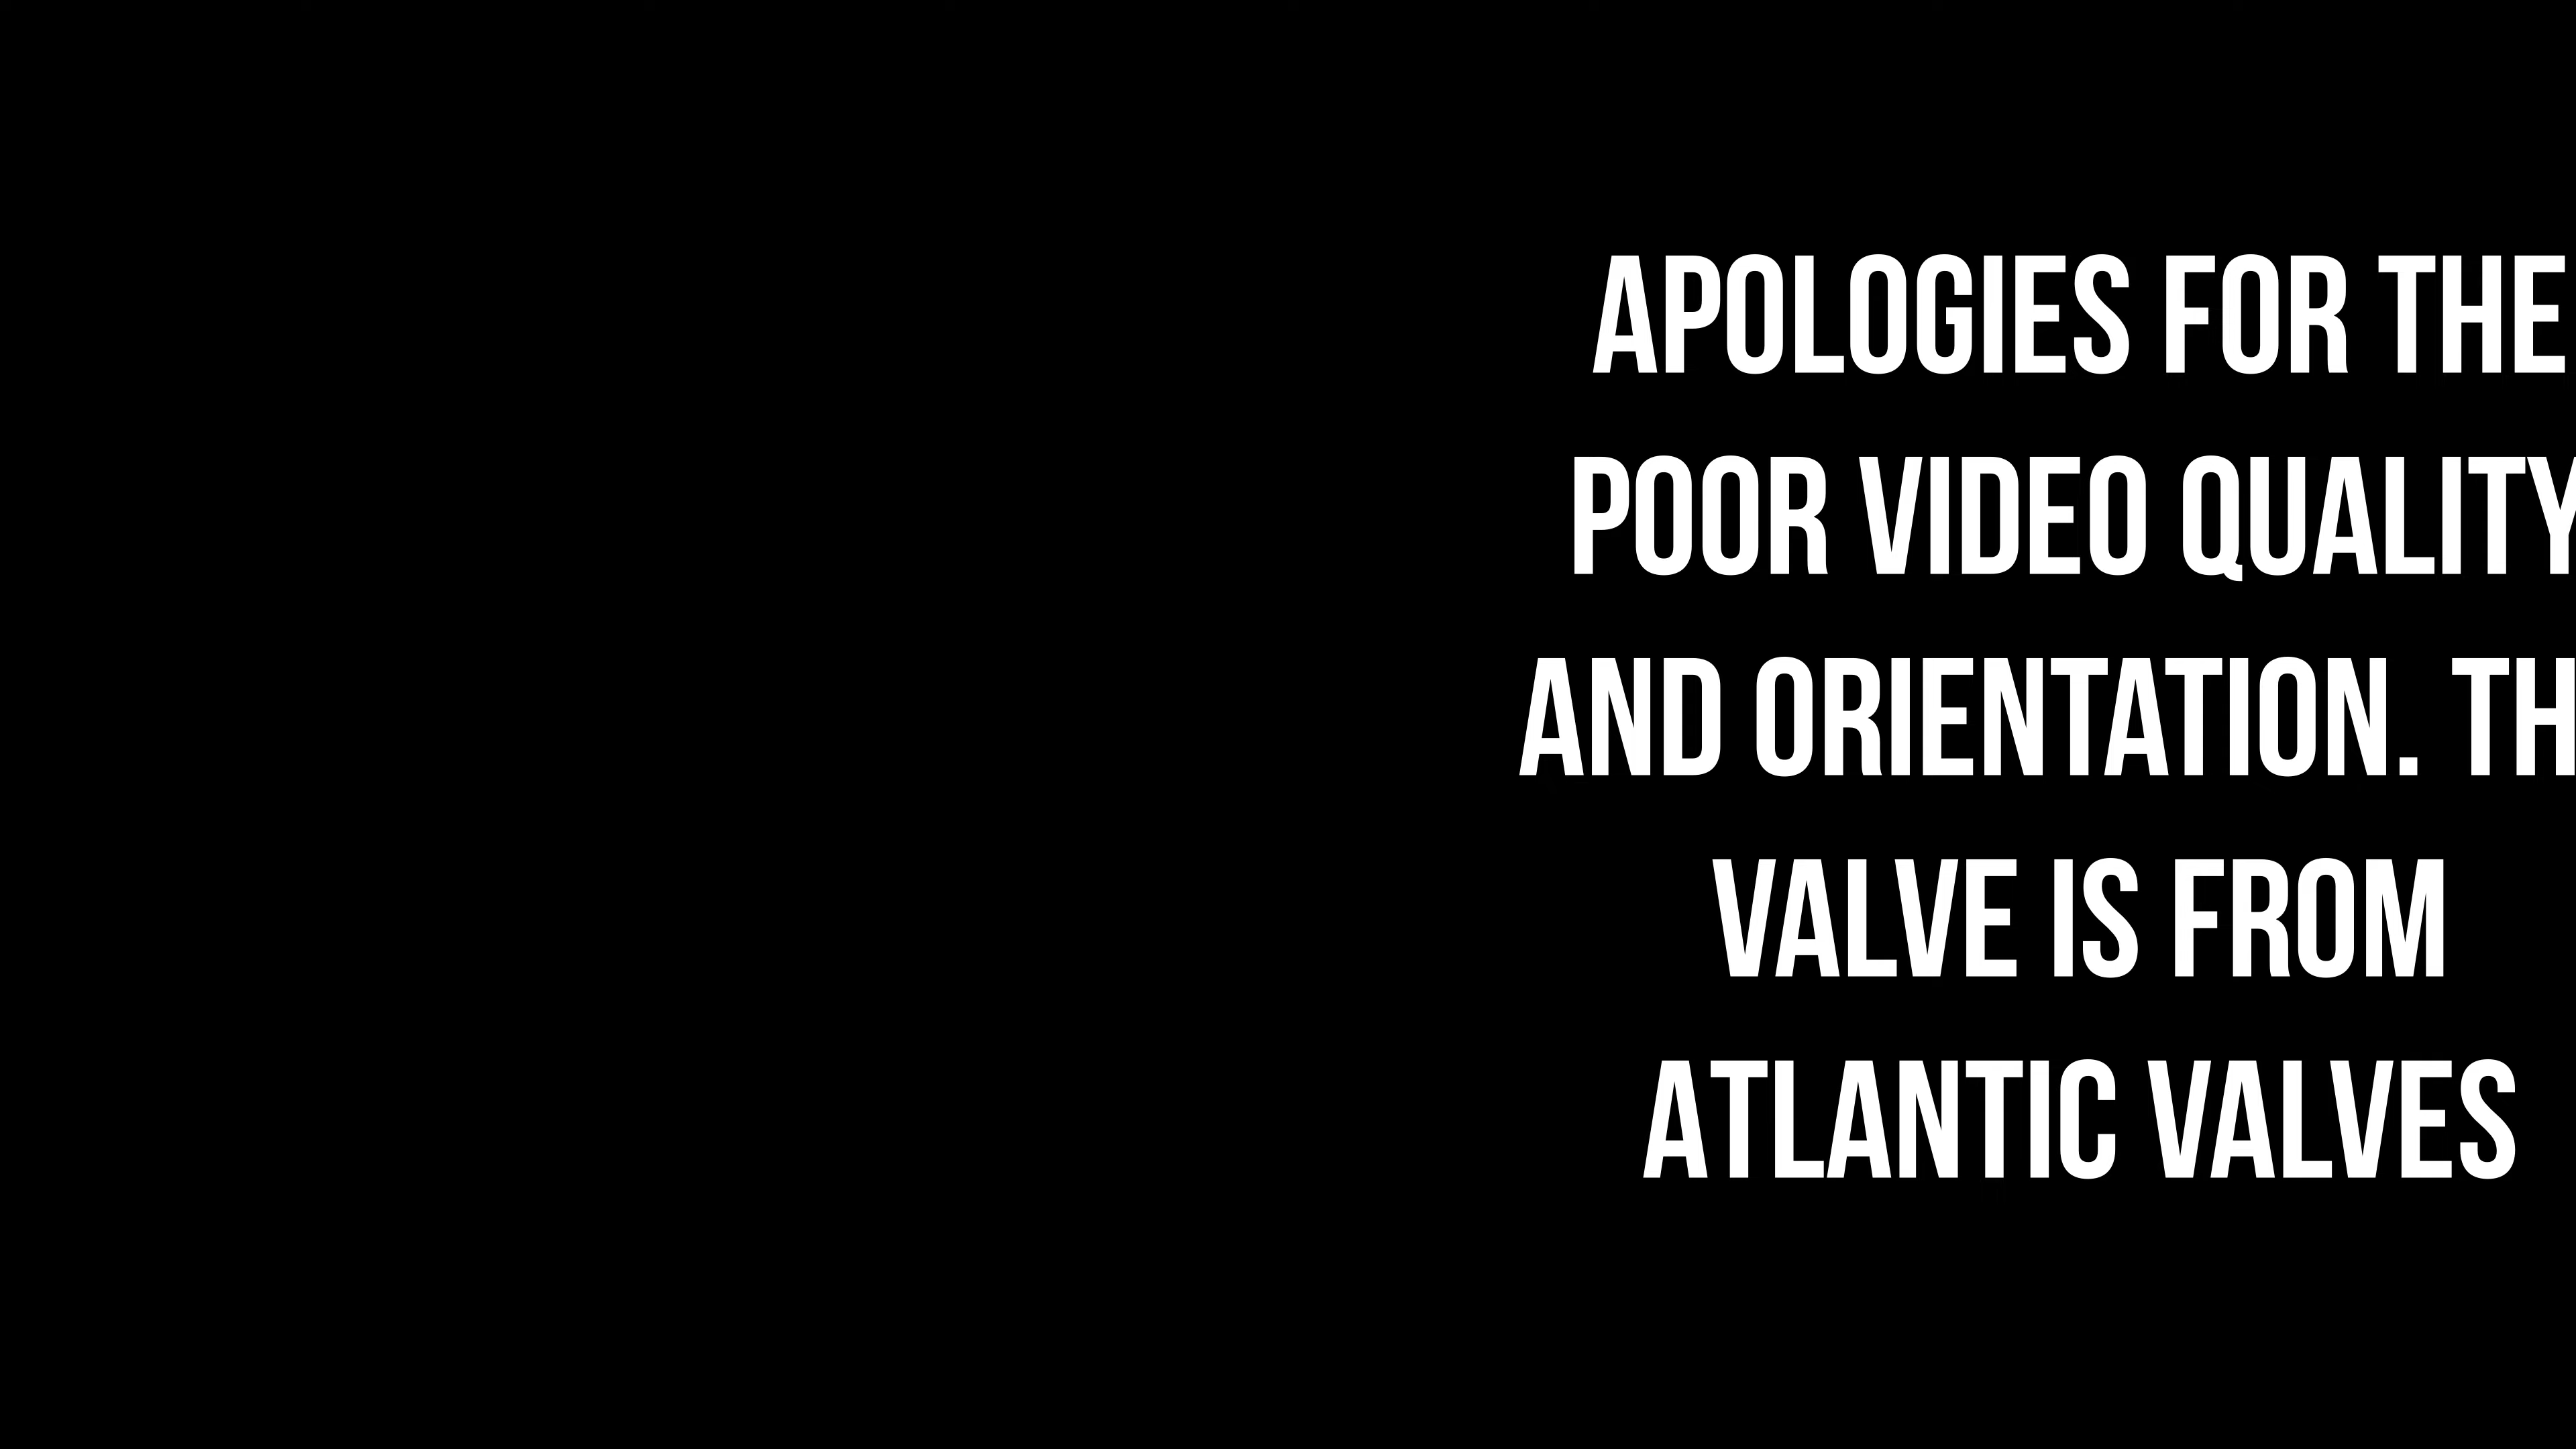 APOLOGIES FOR THE
POOR VIDEO QUALITY
AND ORIENTATION. TH
VALVE IS FROM
ATLANTIC VALVES